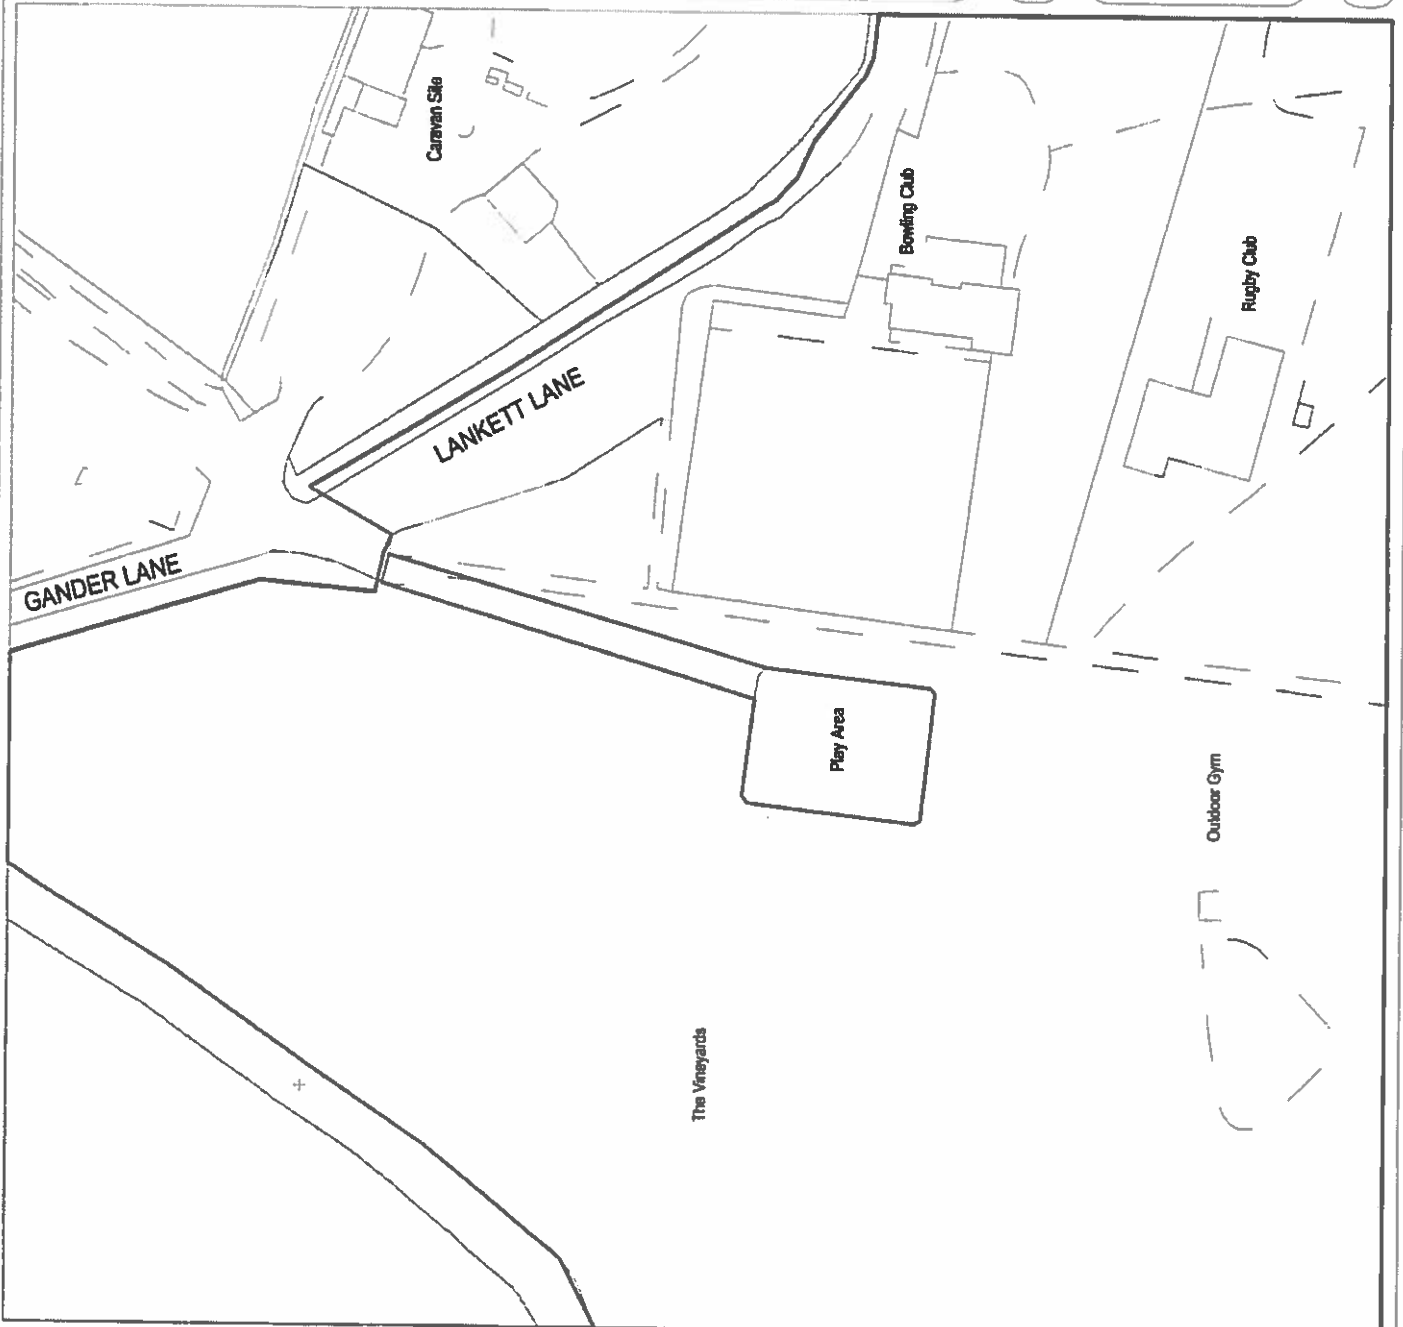 Caravan Site
Bowling Club
Rugby Club
LANKETT LANE
GANDER LANE
Play Area
Outdoor Gym
The Vineyards